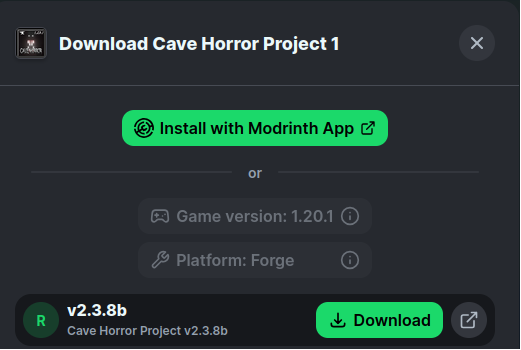 Download Cave Horror Project 1
Install with Modrinth App
or
Game version: 1.20.1
Platform: Forge
R
v2.3.8b
Cave Horror Project v2.3.8b
Download